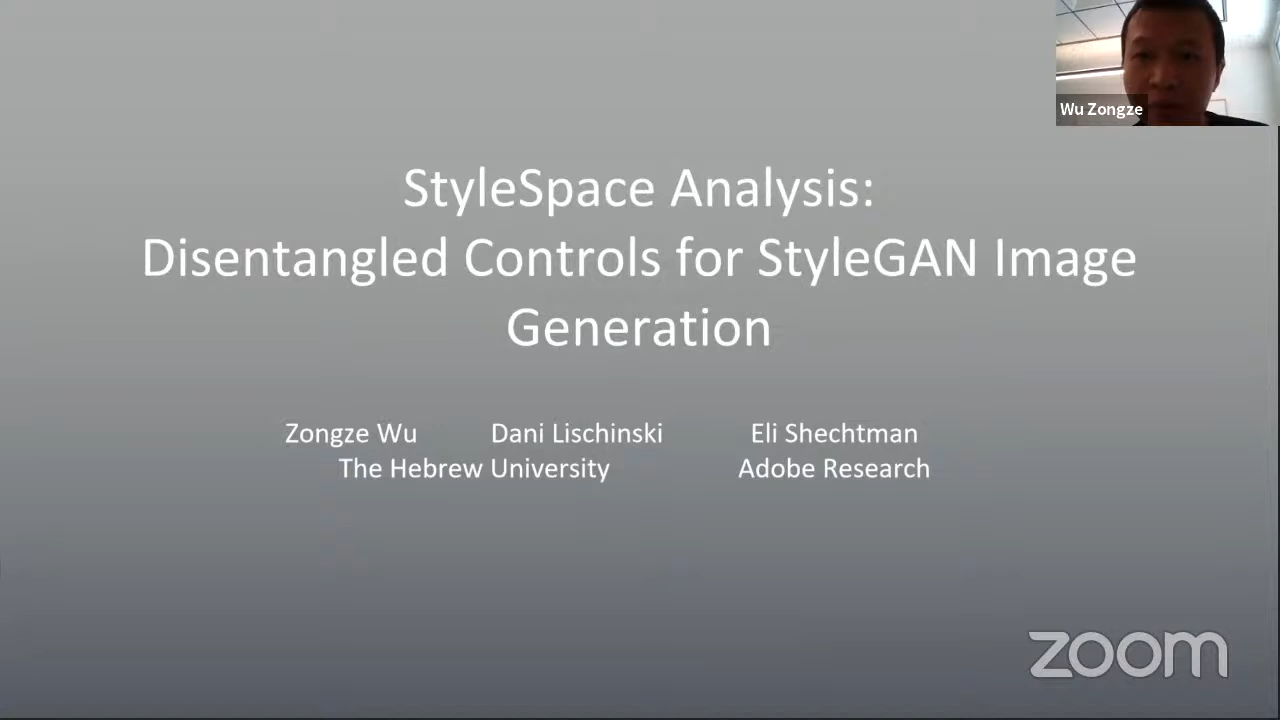 Wu Zongze
StyleSpace Analysis:
Disentangled Controls for StyleGAN Image
Generation
Zongze Wu Dani Lischinski Eli Shechtman
The Hebrew University Adobe Research
zoom